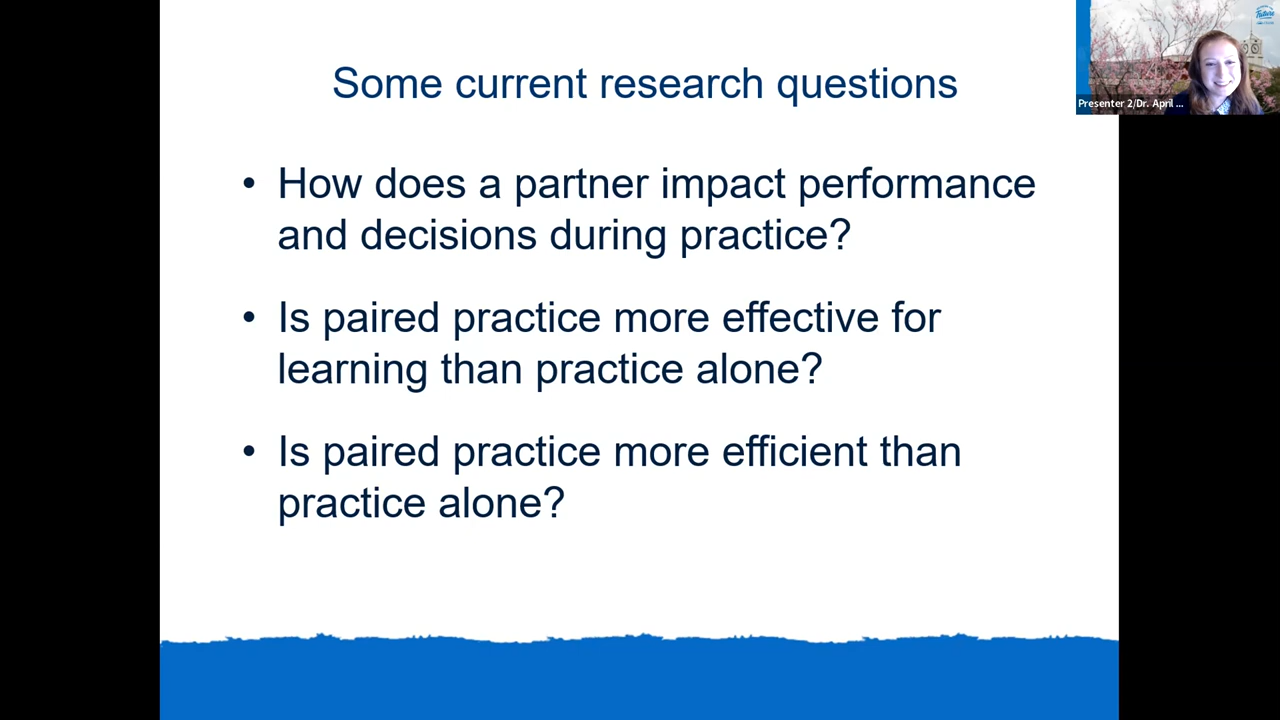 Some current research questions
• How does a partner impact performance
and decisions during practice?
• Is paired practice more effective for
learning than practice alone?
• Is paired practice more efficient than
practice alone?
Future
Presenter 2/Dr. April ...